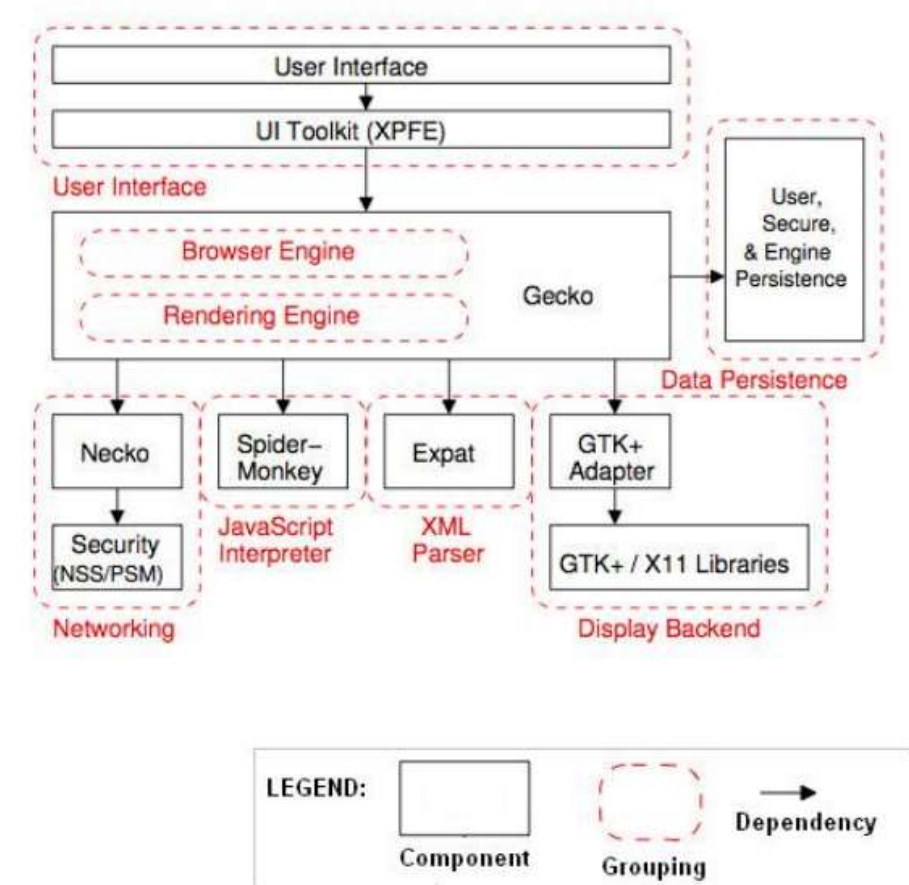 User Interface
UI Toolkit (XPFE)
User Interface
User,
Secure,
& Engine
Persistence
Browser Engine
Gecko
Rendering Engine
Data Persistence
Necko
Spider–
Monkey
Expat
GTK+
Adapter
JavaScript
Interpreter
XML
Parser
Security
(NSS/PSM)
GTK+ / X11 Libraries
Networking
Display Backend
LEGEND:
Component
Grouping
Dependency